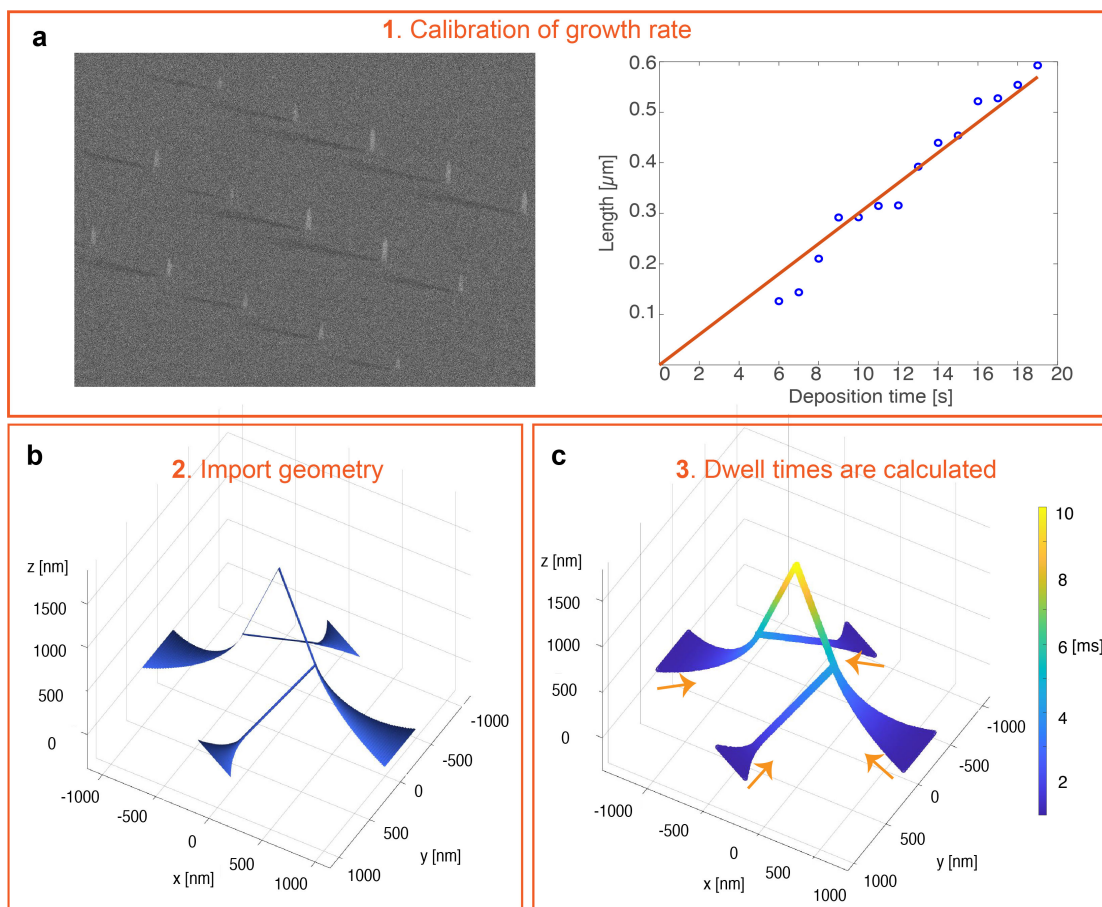 a
1. Calibration of growth rate
0.6
0.5
0.4
0.3
0.2
0.1
Length [µm]
0 2 4 6 8 10 12 14 16 18 20
Deposition time [s]
b
2. Import geometry
z [nm]
1500
1000
500
0
-1000
-500
0
500
1000
x [nm]
-1000
-500
0
500
1000
y [nm]
c
3. Dwell times are calculated
z [nm]
1500
1000
500
0
-1000
-500
0
500
1000
x [nm]
-1000
-500
0
500
1000
y [nm]
10
8
6 [ms]
4
2